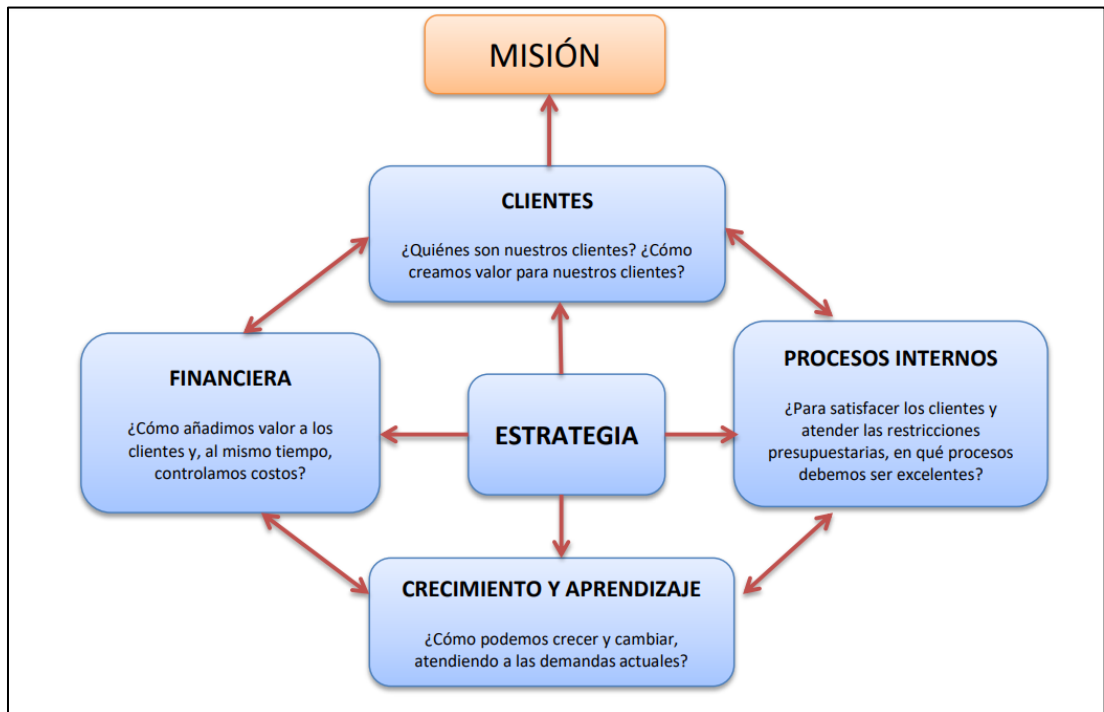 MISIÓN
CLIENTES
¿Quiénes son nuestros clientes? ¿Cómo
creamos valor para nuestros clientes?
FINANCIERA
¿Cómo añadimos valor a los
clientes y, al mismo tiempo,
controlamos costos?
ESTRATEGIA
PROCESOS INTERNOS
¿Para satisfacer los clientes y
atender las restricciones
presupuestarias, en qué procesos
debemos ser excelentes?
CRECIMIENTO Y APRENDIZAJE
¿Cómo podemos crecer y cambiar,
atendiendo a las demandas actuales?